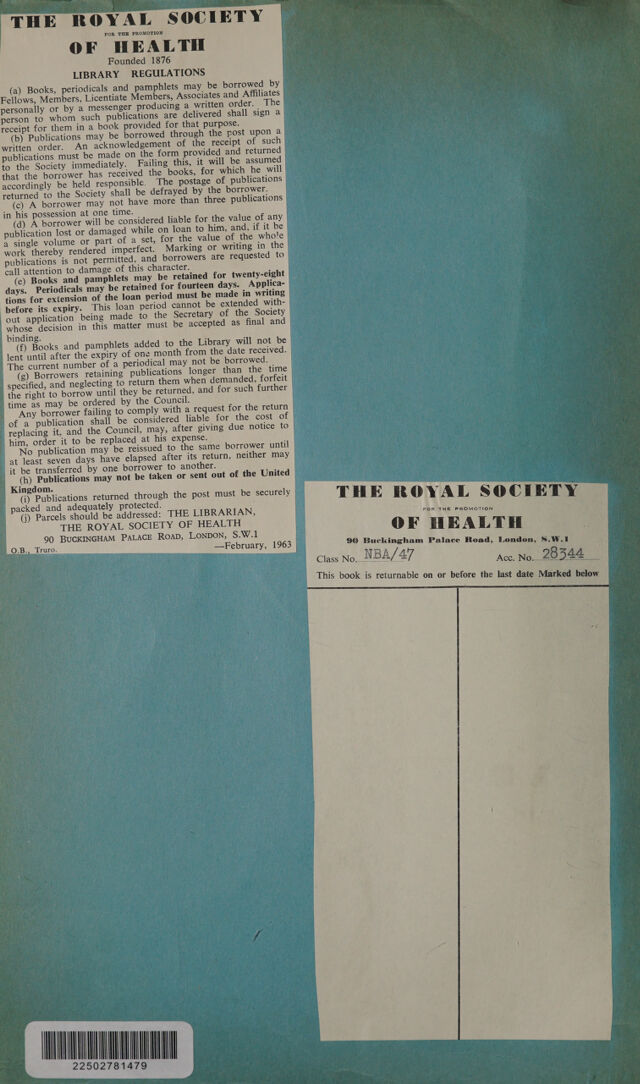 THE ROYAL SOCIETY
FOR THE PROMOTION
OF HEALTH
Founded 1876
LIBRARY REGULATIONS
(a) Books, periodicals and pamphlets may be borrowed by
Fellows, Members, Licentiate Members, Associates and Affiliates
personally or by a messenger producing a written order. The
person to whom such publications are delivered shall sign a
receipt for them in a book provided for that purpose.
(b) Publications may be borrowed through the post upon a
written order. An acknowledgement of the receipt of such
publications must be made on the form provided and returned
to the Society immediately. Failing this, it will be assumed
that the borrower has received the books, for which he will
accordingly be held responsible. The postage of publications
returned to the Society shall be defrayed by the borrower.
(c) A borrower may not have more than three publications
in his possession at one time.
(d) A borrower will be considered liable for the value of any
publication lost or damaged while on loan to him, and, if it be
a single volume or part of a set, for the value of the whole
work thereby rendered imperfect. Marking or writing in the
publications is not permitted, and borrowers are requested to
call attention to damage of this character.
(e) Books and pamphlets may be retained for twenty-eight
days. Periodicals may be retained for fourteen days. Applica-
tions for extension of the loan period must be made in writing
before its expiry. This loan period cannot be extended with-
out application being made to the Secretary of the Society
whose decision in this matter must be accepted as final and
binding.
(f) Books and pamphlets added to the Library will not be
lent until after the expiry of one month from the date received.
The current number of a periodical may not be borrowed.
(g) Borrowers retaining publications longer than the time
specified, and neglecting to return them when demanded, forfeit
the right to borrow until they be returned, and for such further
time as may be ordered by the Council.
Any borrower failing to comply with a request for the return
of a publication shall be considered liable for the cost of
replacing it, and the Council, may, after giving due notice to
him, order it to be replaced at his expense.
No publication may be reissued to the same borrower until
at least seven days have elapsed after its return, neither may
it be transferred by one borrower to another.
(h) Publications may not be taken or sent out of the United
Kingdom.
(i) Publications returned through the post must be securely
packed and adequately protected.
(j) Parcels should be addressed: THE LIBRARIAN,
THE ROYAL SOCIETY OF HEALTH
90 BUCKINGHAM PALACE ROAD, LONDON, S.W.1
O.B., Truro. —February, 1963
THE ROYAL SOCIETY
FOR THE PROMOTION
OF HEALTH
90 Buckingham Palace Road, London, S.W.1
Class No. NBA/47 Acc. No. 28344
This book is returnable on or before the last date Marked below
22502781479